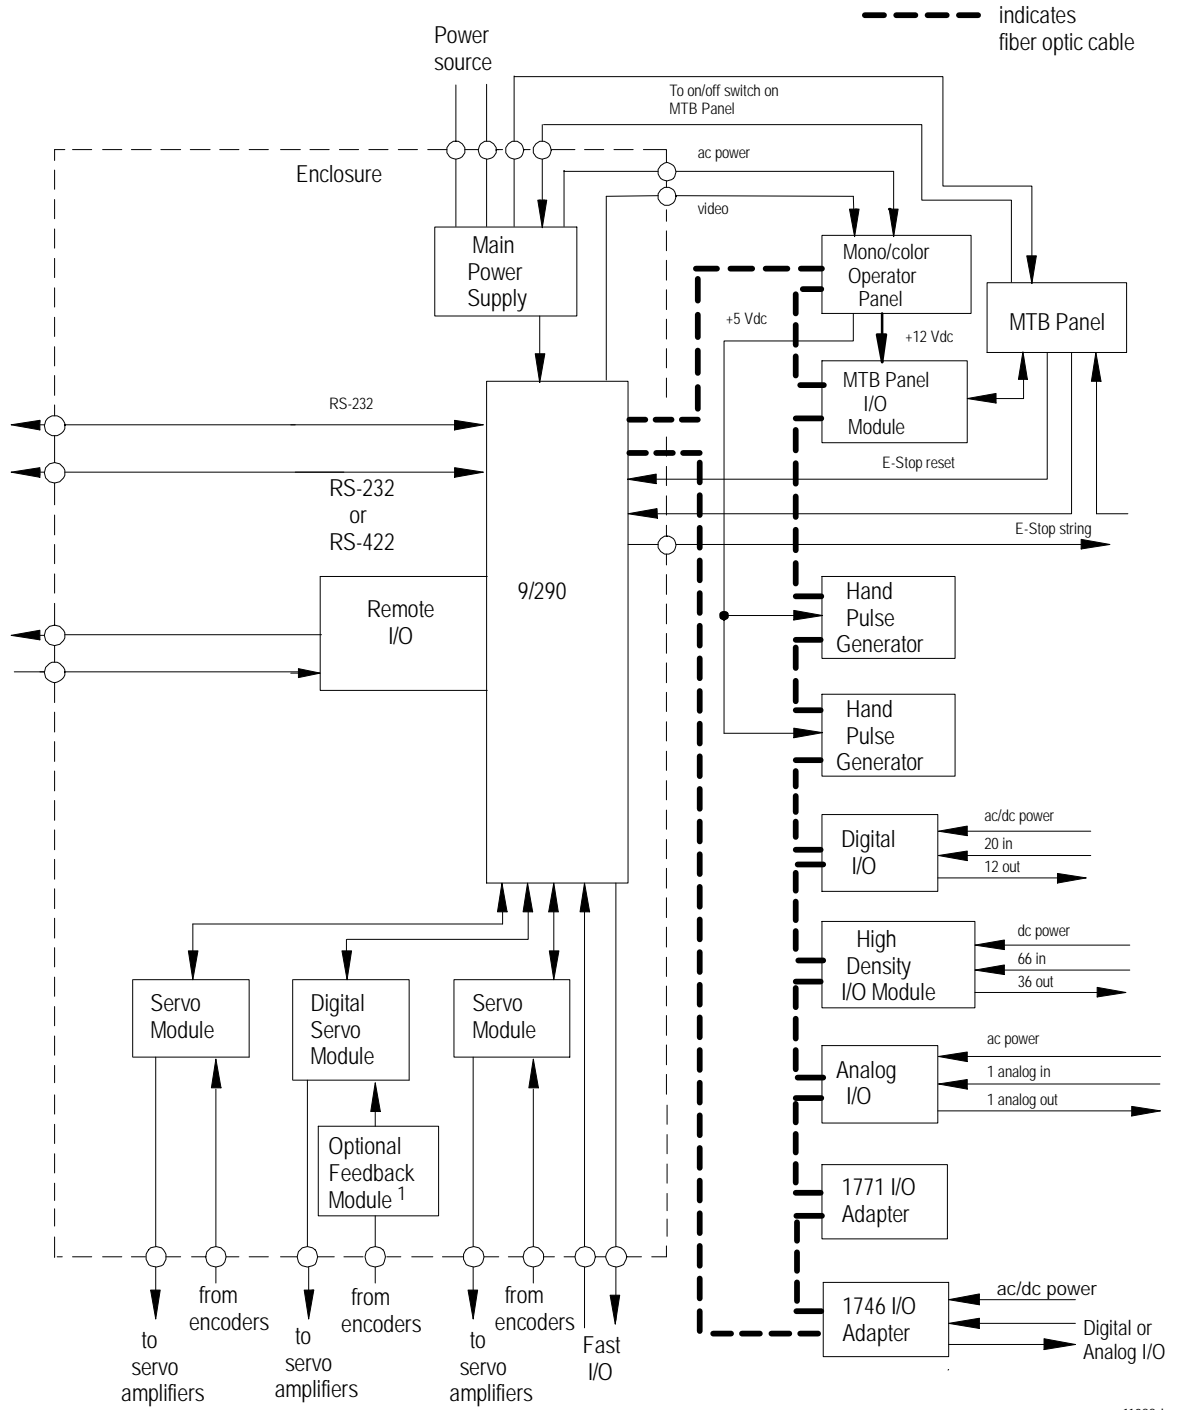 indicates
fiber optic cable
Power
source
To on/off switch on
MTB Panel
ac power
Enclosure
video
Main
Power
Supply
Mono/color
Operator
Panel
MTB Panel
+5 Vdc
+12 Vdc
MTB Panel
I/O
Module
RS-232
E-Stop reset
RS-232
or
RS-422
E-Stop string
9/290
Remote
I/O
Hand
Pulse
Generator
Hand
Pulse
Generator
Digital
I/O
ac/dc power
20 in
12 out
High
Density
I/O Module
dc power
66 in
36 out
Servo
Module
Digital
Servo
Module
Servo
Module
Analog
I/O
ac power
1 analog in
1 analog out
Optional
Feedback
Module 1
1771 I/O
Adapter
1746 I/O
Adapter
ac/dc power
Digital or
Analog I/O
from
encoders
from
encoders
from
encoders
to
servo
amplifiers
to
servo
amplifiers
to
servo
amplifiers
Fast
I/O